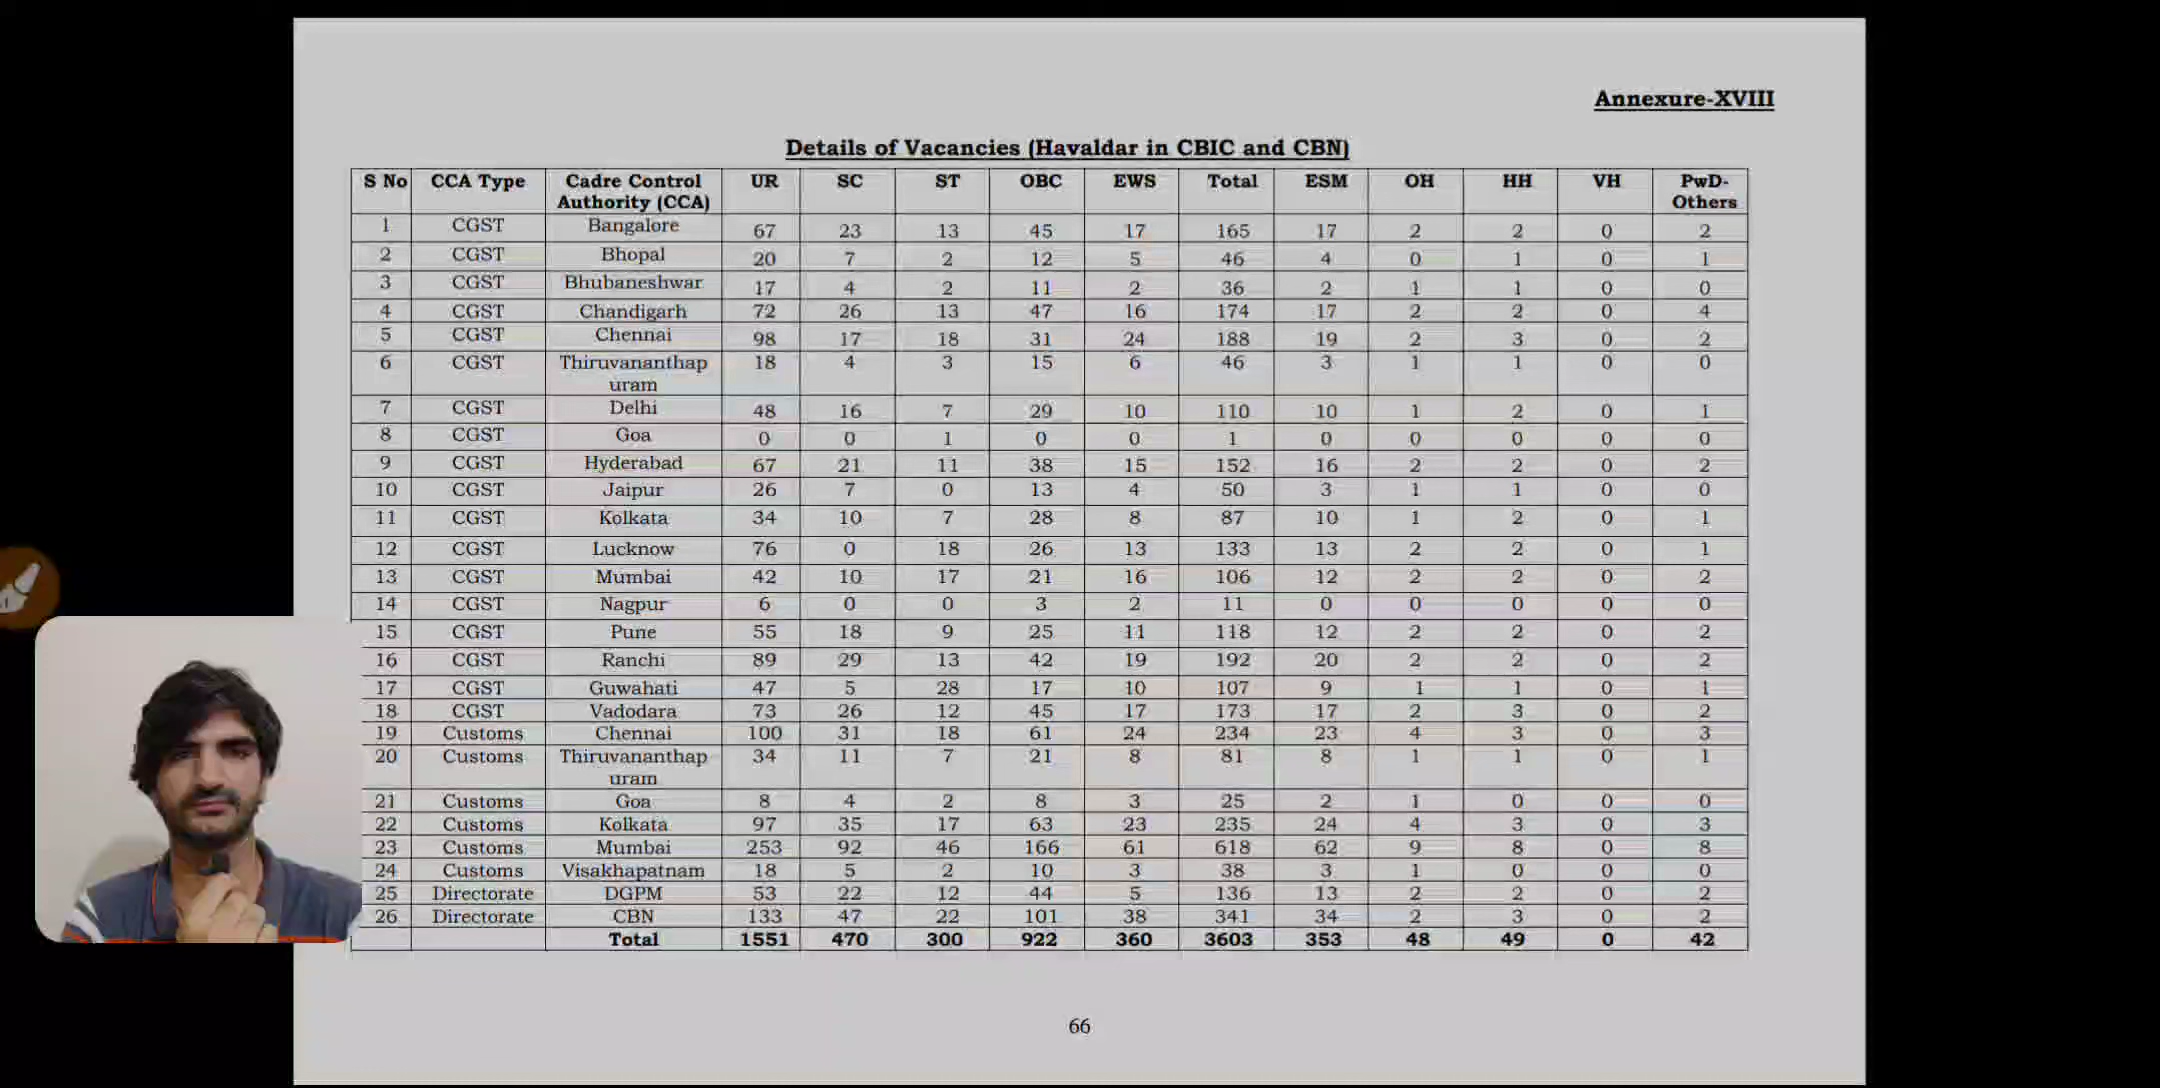 Annexure-XVIII
Details of Vacancies (Havaldar in CBIC and CBN)
S No CCA Type Cadre Control Authority (CCA) UR SC ST OBC EWS Total ESM OH HH VH PwD-Others
1 CGST Bangalore 67 23 13 45 17 165 17 2 2 0 2
2 CGST Bhopal 20 7 2 12 5 46 4 0 1 0 1
3 CGST Bhubaneshwar 17 4 2 11 2 36 2 1 1 0 0
4 CGST Chandigarh 72 26 13 47 16 174 17 2 2 0 4
5 CGST Chennai 98 17 18 31 24 188 19 2 3 0 2
6 CGST Thiruvananthapuram 18 4 3 15 6 46 3 1 1 0 0
7 CGST Delhi 48 16 7 29 10 110 10 1 2 0 1
8 CGST Goa 0 0 1 0 0 1 0 0 0 0 0
9 CGST Hyderabad 67 21 11 38 15 152 16 2 2 0 2
10 CGST Jaipur 26 7 0 13 4 50 3 1 1 0 0
11 CGST Kolkata 34 10 7 28 8 87 10 1 2 0 1
12 CGST Lucknow 76 0 18 26 13 133 13 2 2 0 1
13 CGST Mumbai 42 10 17 21 16 106 12 2 2 0 2
14 CGST Nagpur 6 0 0 3 2 11 0 0 0 0 0
15 CGST Pune 55 18 9 25 11 118 12 2 2 0 2
16 CGST Ranchi 89 29 13 42 19 192 20 2 2 0 2
17 CGST Guwahati 47 5 28 17 10 107 9 1 1 0 1
18 CGST Vadodara 73 26 12 45 17 173 17 2 3 0 2
19 Customs Chennai 100 31 18 61 24 234 23 4 3 0 3
20 Customs Thiruvananthapuram 34 11 7 21 8 81 8 1 1 0 1
21 Customs Goa 8 4 2 8 3 25 2 1 0 0 0
22 Customs Kolkata 97 35 17 63 23 235 24 4 3 0 3
23 Customs Mumbai 253 92 46 166 61 618 62 9 8 0 8
24 Customs Visakhapatnam 18 5 2 10 3 38 3 1 0 0 0
25 Directorate DGPM 53 22 12 44 5 136 13 2 2 0 2
26 Directorate CBN 133 47 22 101 38 341 34 2 3 0 2
Total 1551 470 300 922 360 3603 353 48 49 0 42
66